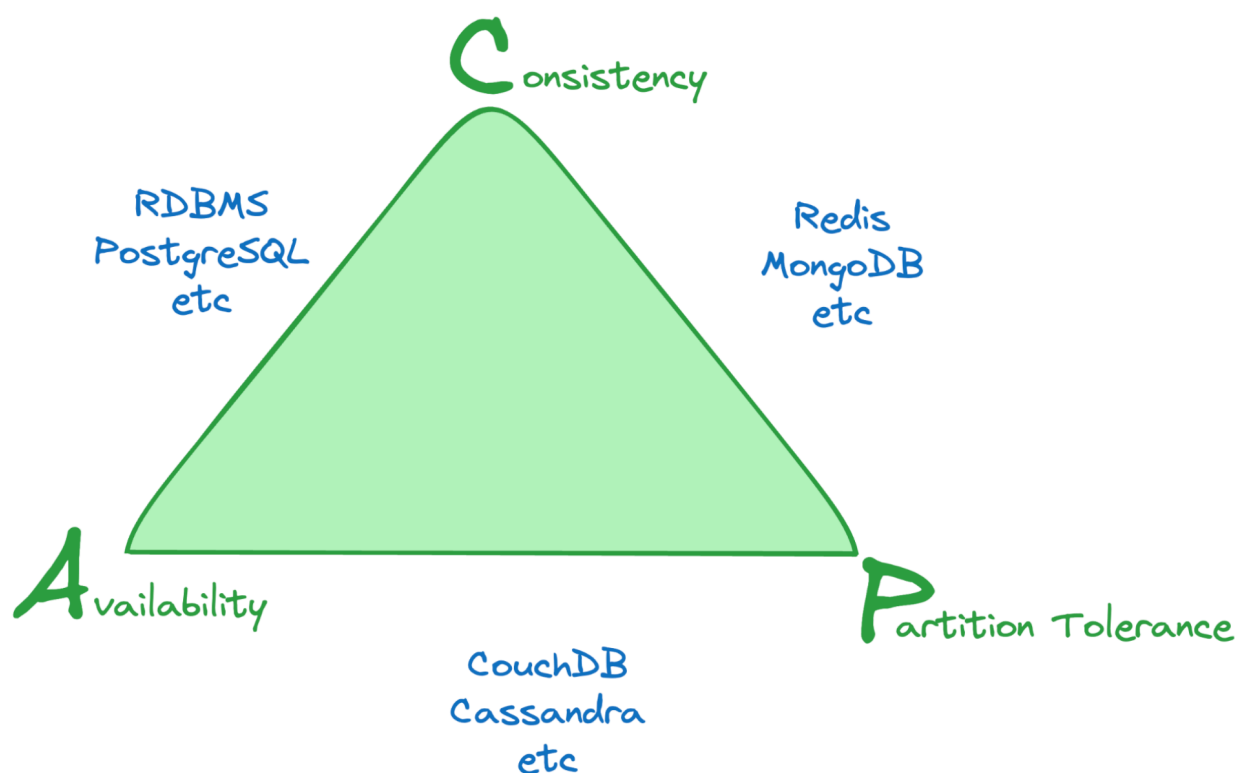 Consistency
RDBMS
PostgreSQL
etc
Redis
MongoDB
etc
Availability
Partition Tolerance
CouchDB
Cassandra
etc